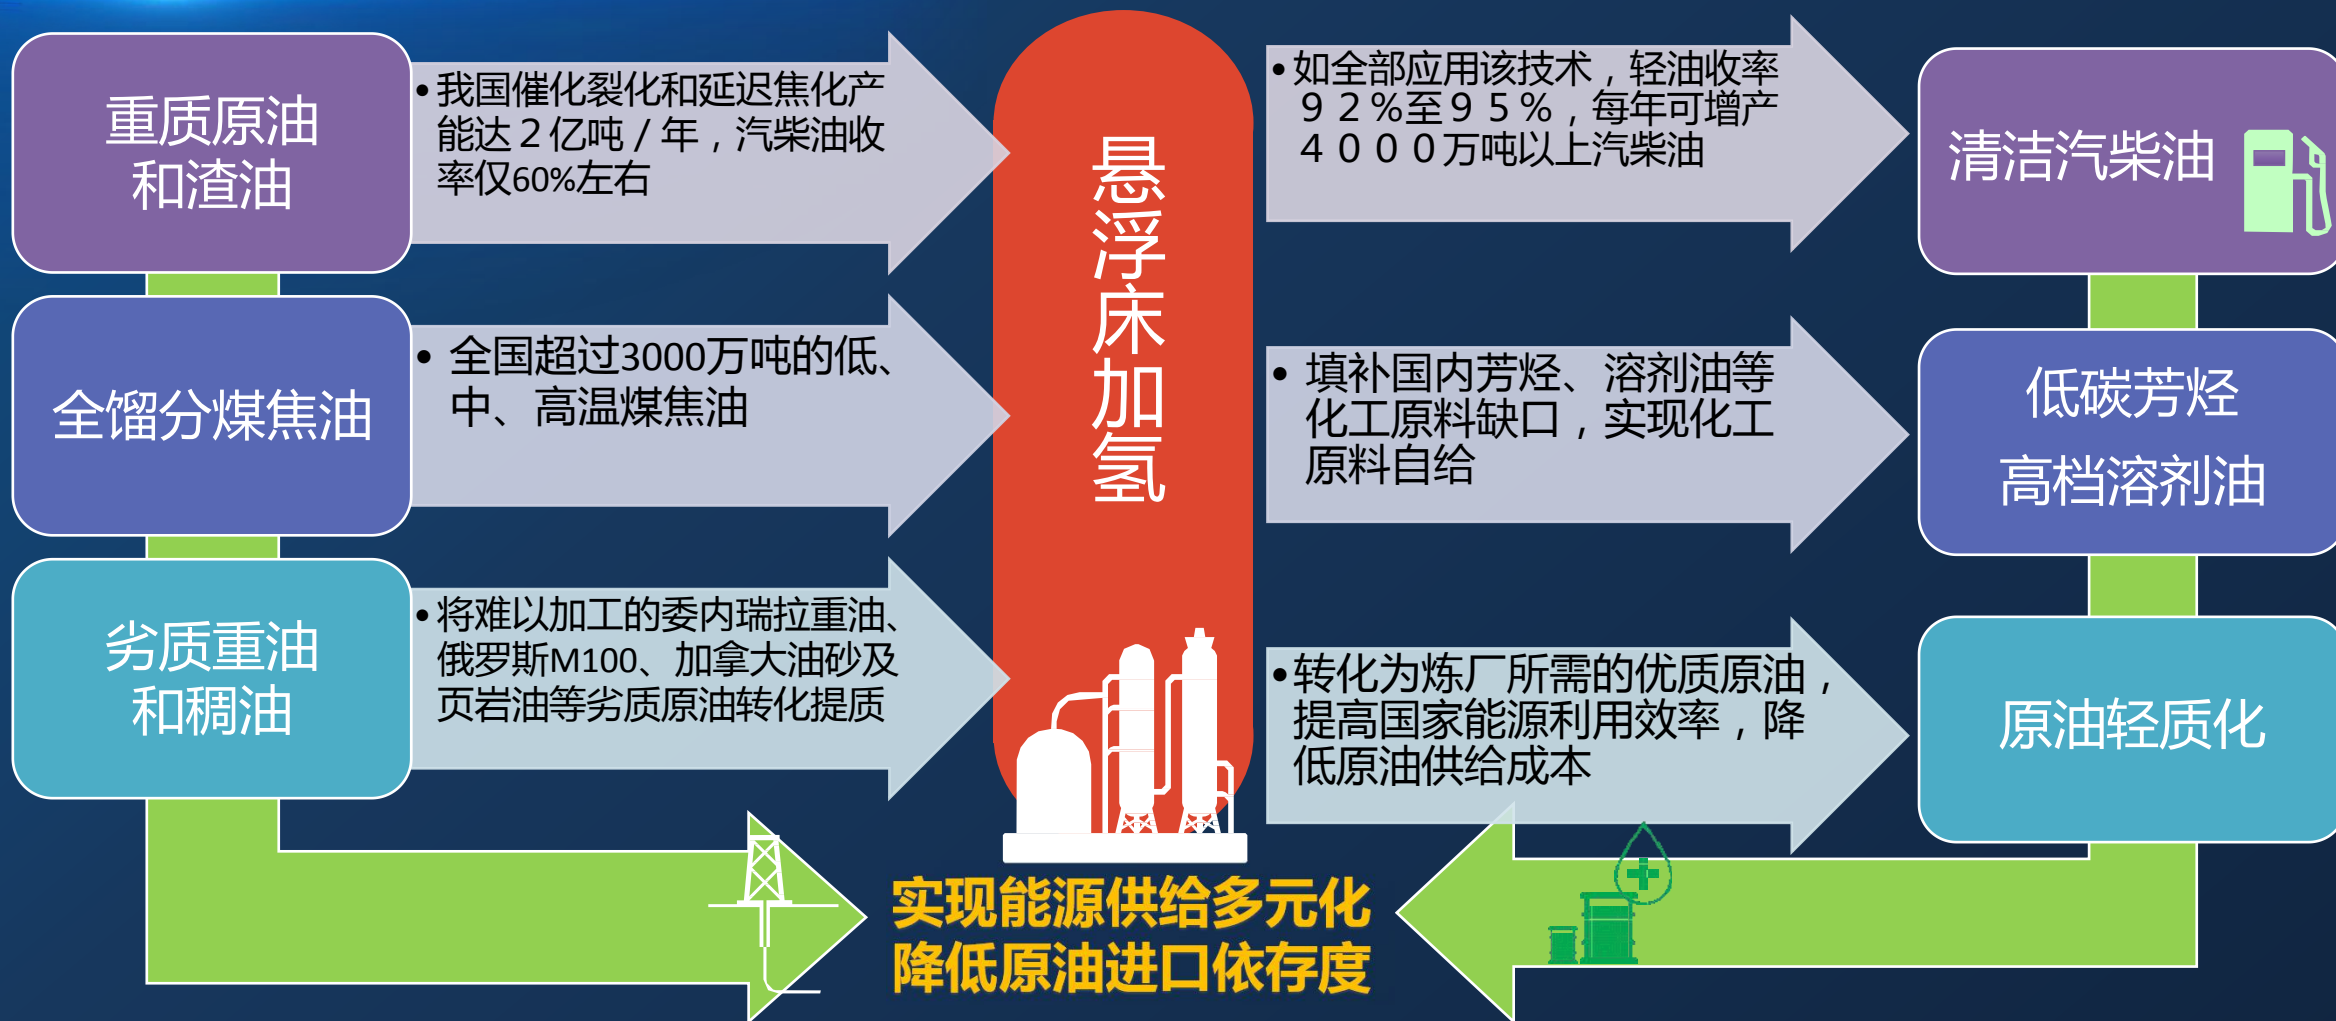 重质原油
和渣油
•我国催化裂化和延迟焦化产
能达２亿吨／年，汽柴油收
率仅60%左右
全馏分煤焦油
• 全国超过3000万吨的低、
中、高温煤焦油
劣质重油
和稠油
•将难以加工的委内瑞拉重油、
俄罗斯M100、加拿大油砂及
页岩油等劣质原油转化提质
悬浮床加氢
•如全部应用该技术，轻油收率
９２%至９５%，每年可增产
４０００万吨以上汽柴油
清洁汽柴油
• 填补国内芳烃、溶剂油等
化工原料缺口，实现化工
原料自给
低碳芳烃
高档溶剂油
•转化为炼厂所需的优质原油，
提高国家能源利用效率，降
低原油供给成本
原油轻质化
实现能源供给多元化
降低原油进口依存度